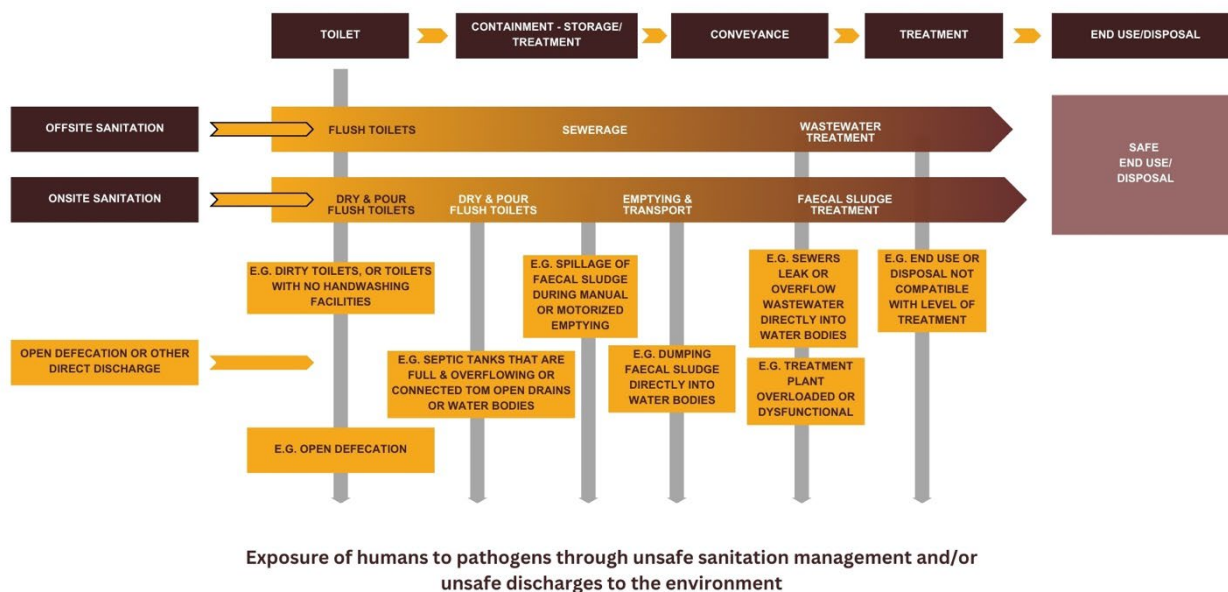 TOILET
CONTAINMENT - STORAGE/
TREATMENT
CONVEYANCE
TREATMENT
END USE/DISPOSAL
OFFSITE SANITATION
FLUSH TOILETS
SEWERAGE
WASTEWATER
TREATMENT
SAFE
END USE/
DISPOSAL
ONSITE SANITATION
DRY & POUR
FLUSH TOILETS
DRY & POUR
FLUSH TOILETS
EMPTYING &
TRANSPORT
FAECAL SLUDGE
TREATMENT
E.G. DIRTY TOILETS, OR TOILETS
WITH NO HANDWASHING
FACILITIES
E.G. SPILLAGE OF
FAECAL SLUDGE
DURING MANUAL
OR MOTORIZED
EMPTYING
E.G. SEWERS
LEAK OR
OVERFLOW
WASTEWATER
DIRECTLY INTO
WATER BODIES
E.G. END USE OR
DISPOSAL NOT
COMPATIBLE
WITH LEVEL OF
TREATMENT
OPEN DEFECATION OR OTHER
DIRECT DISCHARGE
E.G. SEPTIC TANKS THAT ARE
FULL & OVERFLOWING OR
CONNECTED TOM OPEN DRAINS
OR WATER BODIES
E.G. DUMPING
FAECAL SLUDGE
DIRECTLY INTO
WATER BODIES
E.G. TREATMENT
PLANT
OVERLOADED OR
DYSFUNCTIONAL
E.G. OPEN DEFECATION
Exposure of humans to pathogens through unsafe sanitation management and/or
unsafe discharges to the environment